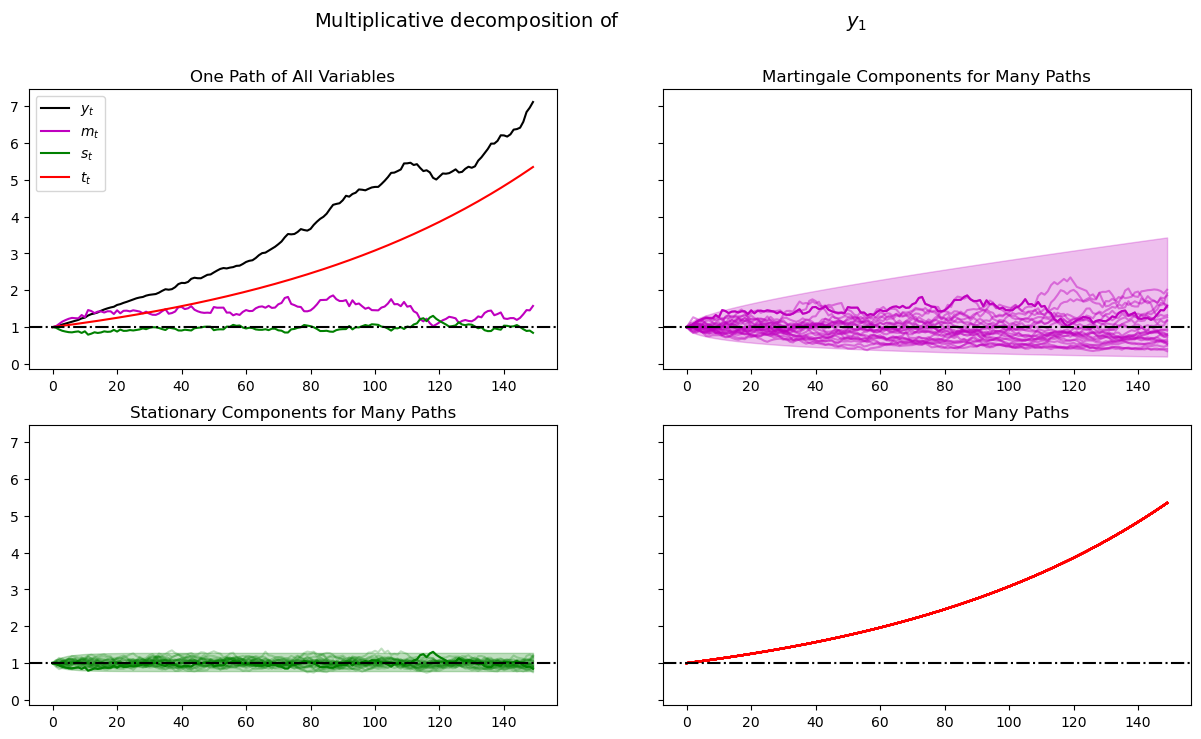 Multiplicative decomposition of y₁
One Path of All Variables
7
6
5
4
3
2
1
0
yₜ
mₜ
sₜ
tₜ
0 20 40 60 80 100 120 140
Martingale Components for Many Paths
0 20 40 60 80 100 120 140
Stationary Components for Many Paths
7
6
5
4
3
2
1
0
0 20 40 60 80 100 120 140
Trend Components for Many Paths
0 20 40 60 80 100 120 140